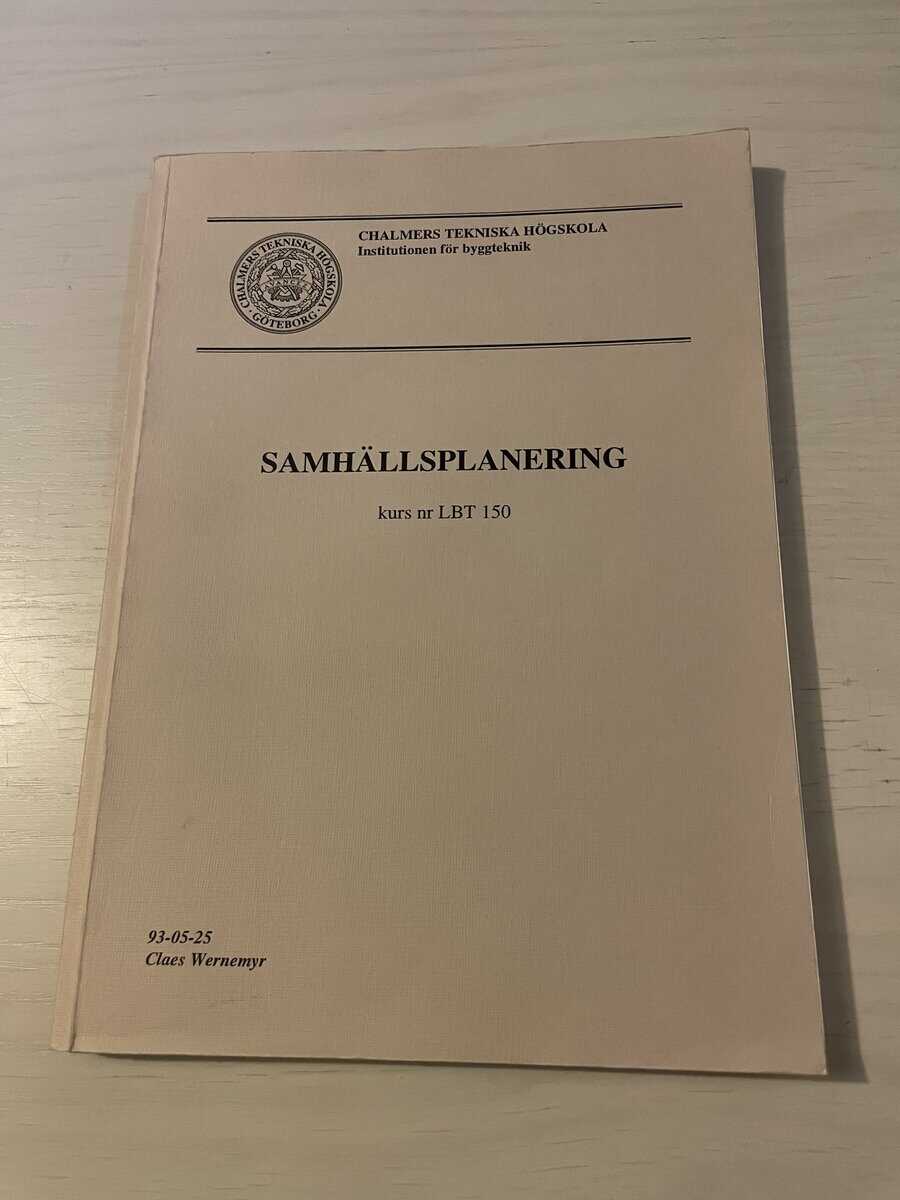 CHALMERS TEKNISKA HÖGSKOLA
Institutionen för byggteknik
CHALMERS TEKNISKA HÖGSKOLA
· GÖTEBORG ·
AVANCEZ
SAMHÄLLSPLANERING
kurs nr LBT 150
93-05-25
Claes Wernemyr